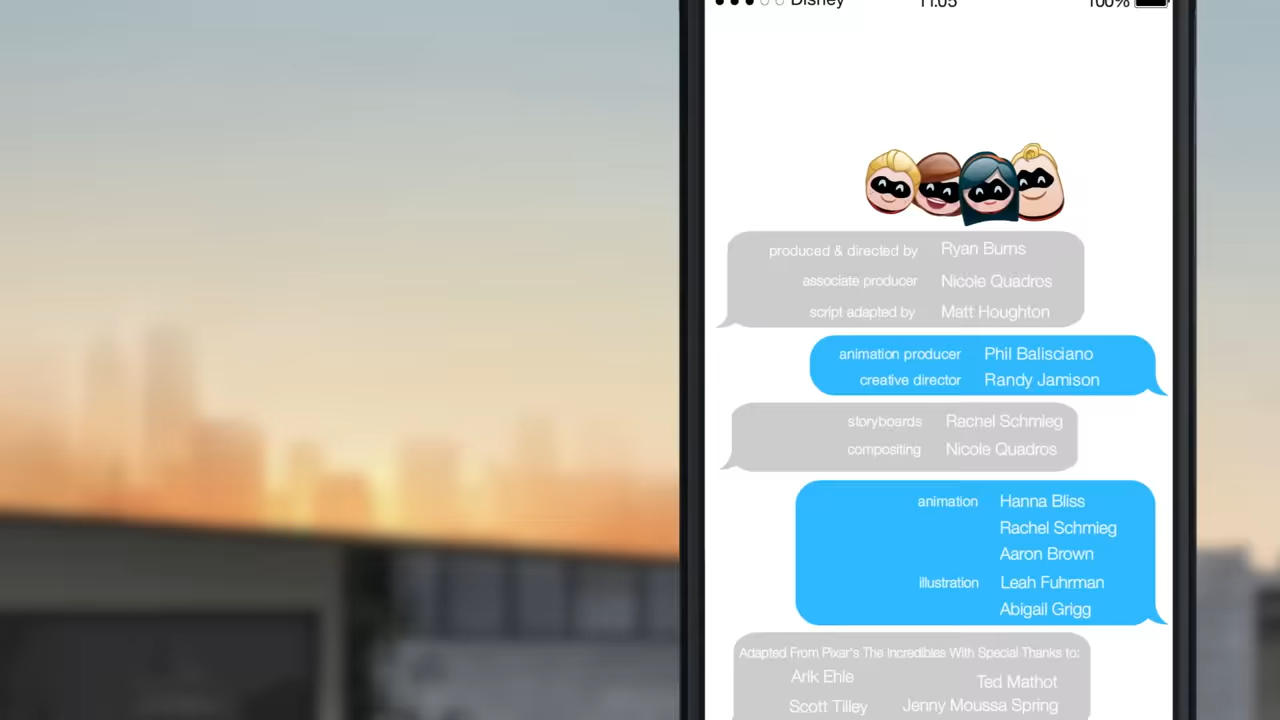 Disney 11:05 100%
produced & directed by Ryan Burns
associate producer Nicole Quadros
script adapted by Matt Houghton
animation producer Phil Balisciano
creative director Randy Jamison
storyboards Rachel Schmieg
compositing Nicole Quadros
animation Hanna Bliss
Rachel Schmieg
Aaron Brown
illustration Leah Fuhrman
Abigail Grigg
Adapted From Pixar's The Incredibles With Special Thanks to:
Arik Ehle Ted Mathot
Scott Tilley Jenny Moussa Spring